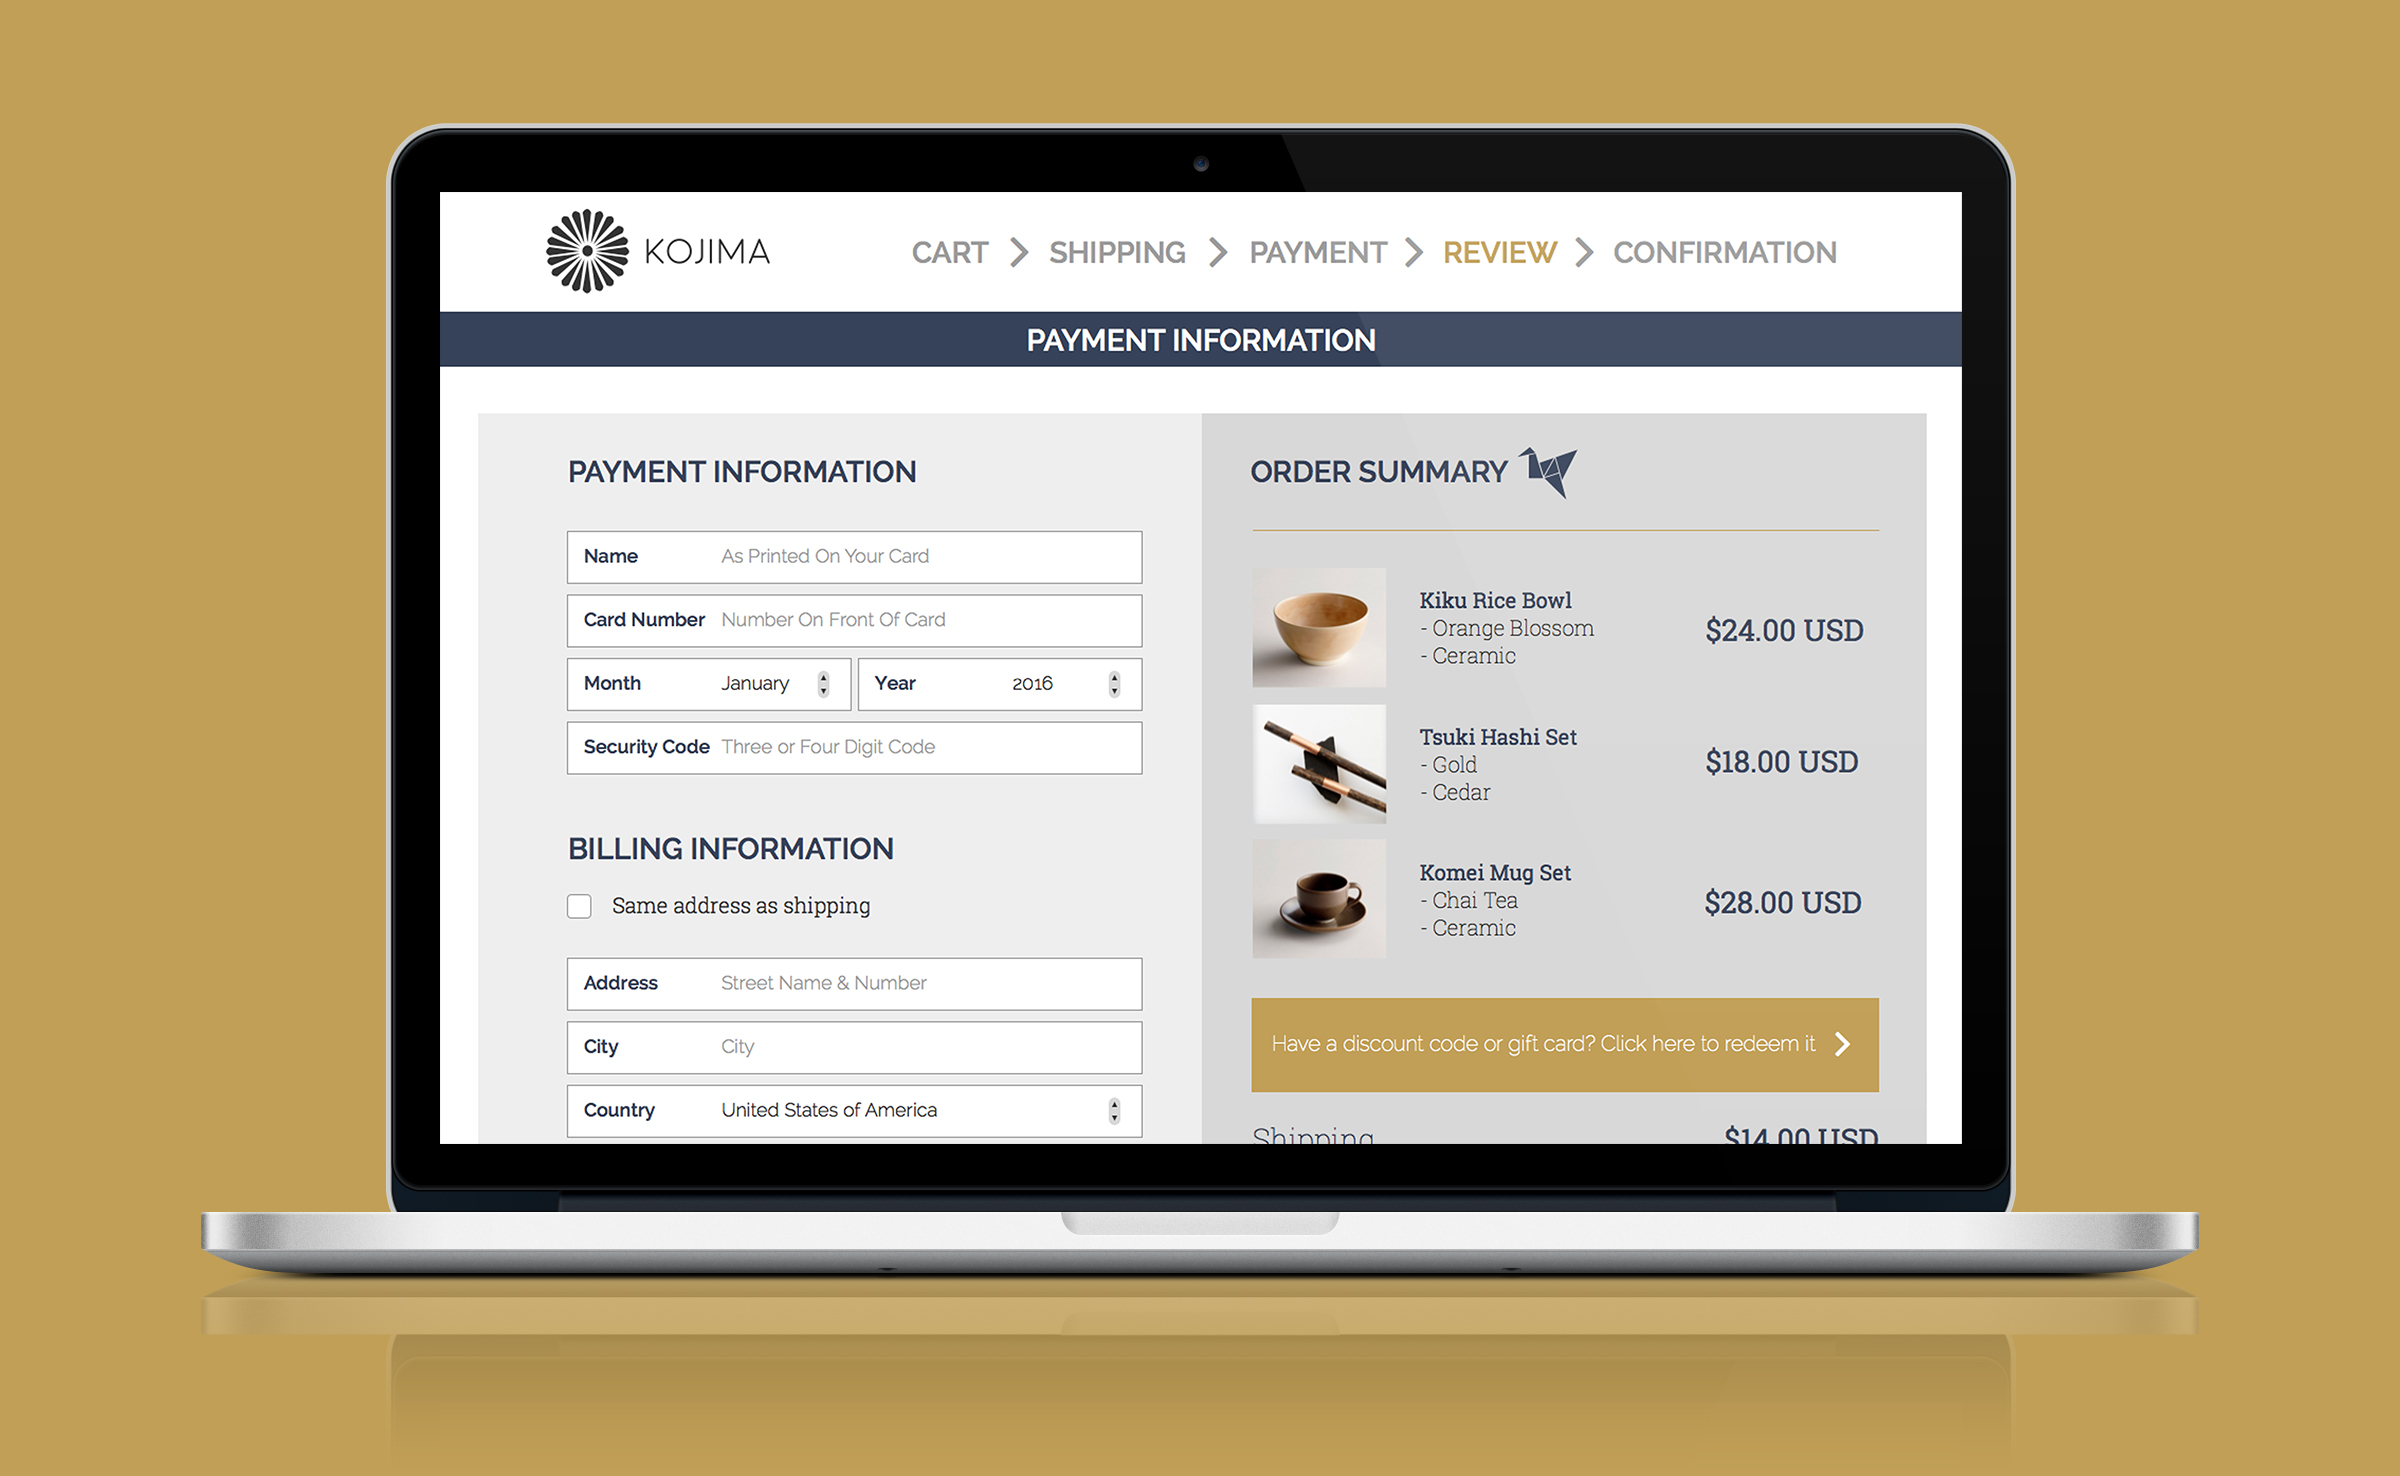 KOJIMA
CART SHIPPING PAYMENT REVIEW CONFIRMATION
PAYMENT INFORMATION
PAYMENT INFORMATION
Name As Printed On Your Card
Card Number Number On Front Of Card
Month January Year 2016
Security Code Three or Four Digit Code
BILLING INFORMATION
Same address as shipping
Address Street Name & Number
City City
Country United States of America
ORDER SUMMARY
Kiku Rice Bowl
- Orange Blossom
- Ceramic
$24.00 USD
Tsuki Hashi Set
- Gold
- Cedar
$18.00 USD
Komei Mug Set
- Chai Tea
- Ceramic
$28.00 USD
Have a discount code or gift card? Click here to redeem it
Shipping $14.00 USD